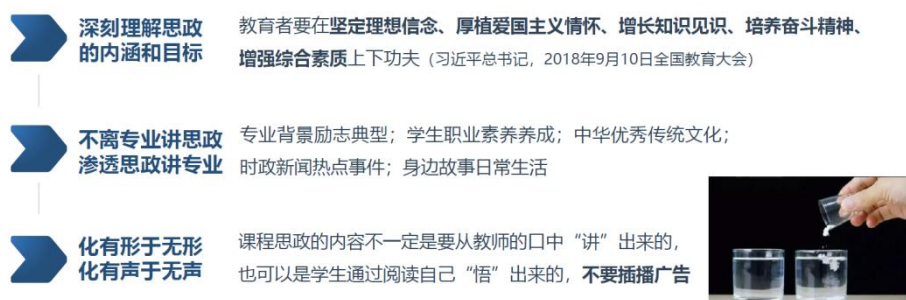 深刻理解思政
的内涵和目标
教育者要在坚定理想信念、厚植爱国主义情怀、增长知识见识、培养奋斗精神、
增强综合素质上下功夫（习近平总书记，2018年9月10日全国教育大会）
不离专业讲思政
渗透思政讲专业
专业背景励志典型；学生职业素养养成；中华优秀传统文化；
时政新闻热点事件；身边故事日常生活
化有形于无形
化有声于无声
课程思政的内容不一定是要从教师的口中“讲”出来的，
也可以是学生通过阅读自己“悟”出来的，不要插播广告